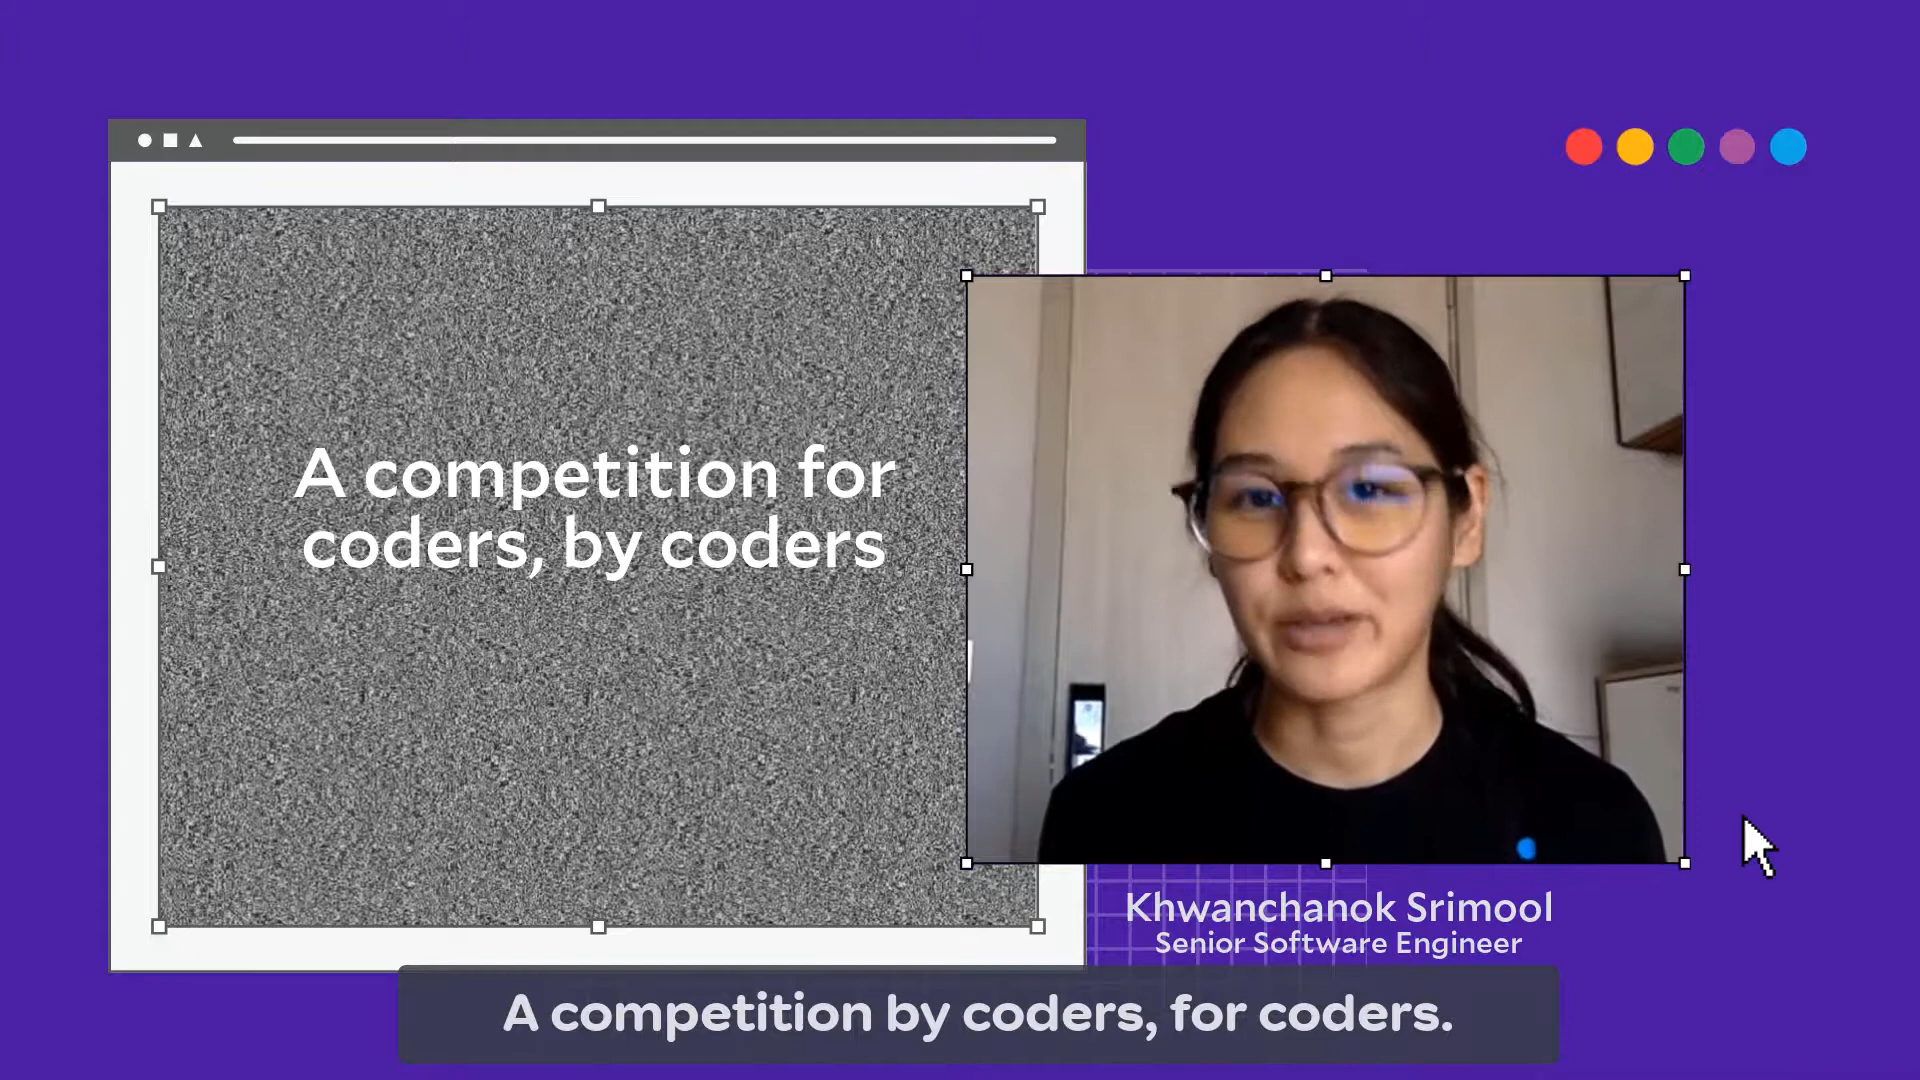 A competition for
coders, by coders
Khwanchanok Srimool
Senior Software Engineer
A competition by coders, for coders.